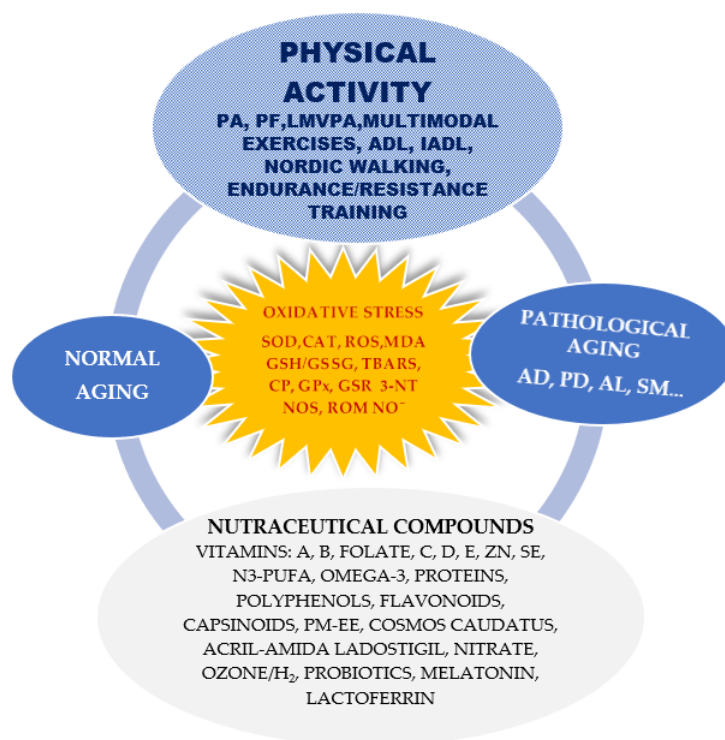 PHYSICAL
ACTIVITY
PA, PF,LMVPA,MULTIMODAL
EXERCISES, ADL, IADL,
NORDIC WALKING,
ENDURANCE/RESISTANCE
TRAINING
OXIDATIVE STRESS
SOD,CAT, ROS,MDA
GSH/GSSG, TBARS,
CP, GPx, GSR 3-NT
NOS, ROM NO⁻
NORMAL
AGING
PATHOLOGICAL
AGING
AD, PD, AL, SM...
NUTRACEUTICAL COMPOUNDS
VITAMINS: A, B, FOLATE, C, D, E, ZN, SE,
N3-PUFA, OMEGA-3, PROTEINS,
POLYPHENOLS, FLAVONOIDS,
CAPSINOIDS, PM-EE, COSMOS CAUDATUS,
ACRIL-AMIDA LADOSTIGIL, NITRATE,
OZONE/H₂, PROBIOTICS, MELATONIN,
LACTOFERRIN